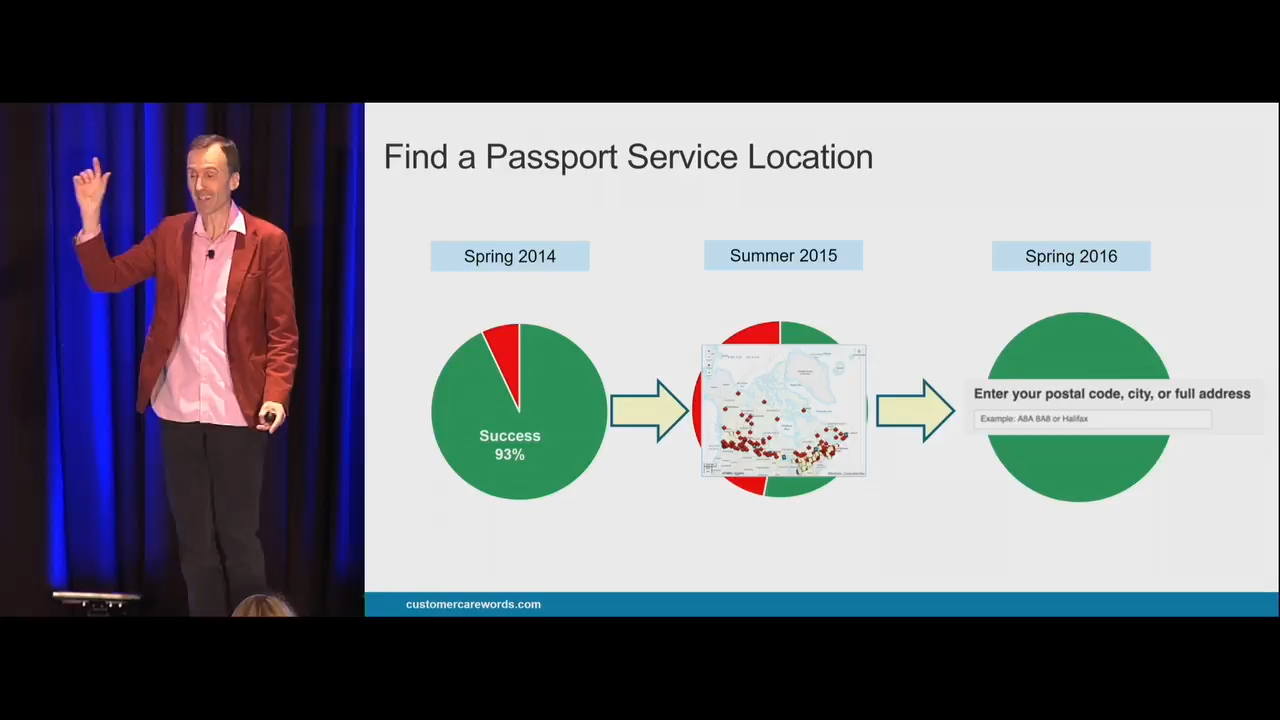 Find a Passport Service Location
Spring 2014
Summer 2015
Spring 2016
Success
93%
Enter your postal code, city, or full address
Example: A8A 8A8 or Halifax
customercarewords.com